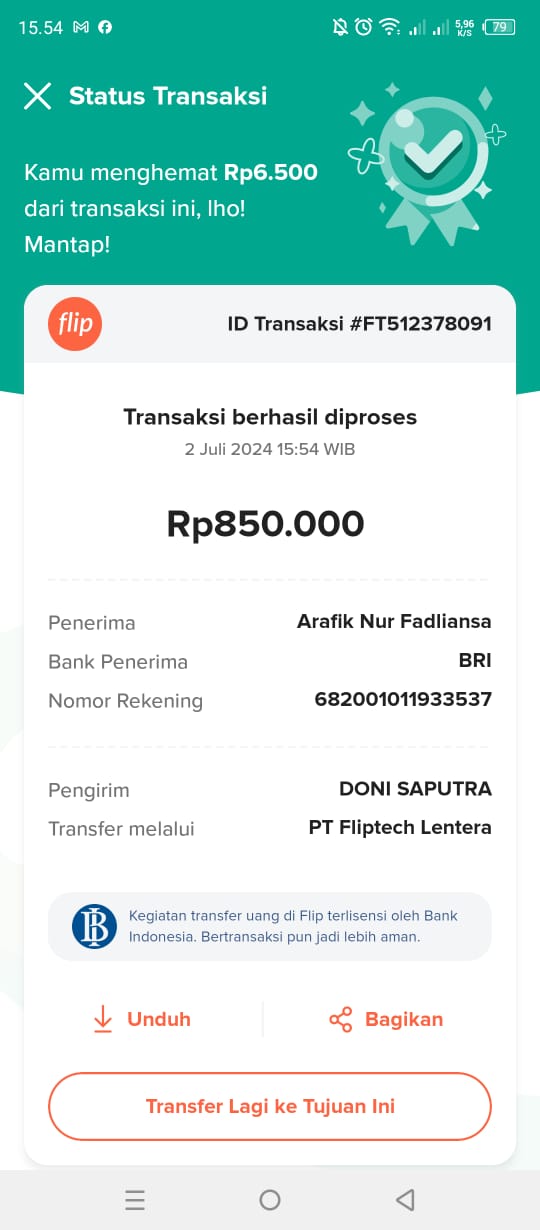 15.54
5,96
K/S
79
Status Transaksi
Kamu menghemat Rp6.500
dari transaksi ini, lho!
Mantap!
flip
ID Transaksi #FT512378091
Transaksi berhasil diproses
2 Juli 2024 15:54 WIB
Rp850.000
Penerima Arafik Nur Fadliansa
Bank Penerima BRI
Nomor Rekening 682001011933537
Pengirim DONI SAPUTRA
Transfer melalui PT Fliptech Lentera
Kegiatan transfer uang di Flip terlisensi oleh Bank
Indonesia. Bertransaksi pun jadi lebih aman.
Unduh
Bagikan
Transfer Lagi ke Tujuan Ini